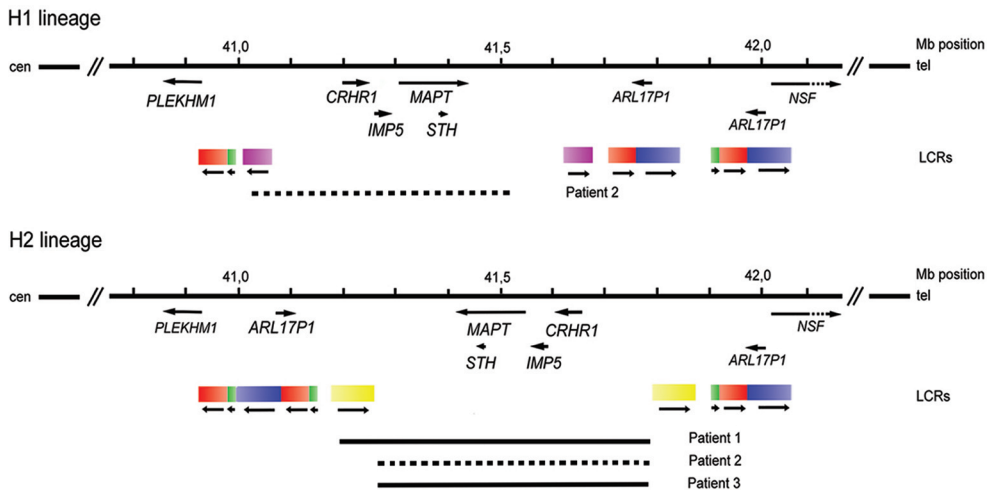 H1 lineage
41,0 41,5 42,0 Mb position
cen // // tel
PLEKHM1 CRHR1 MAPT ARL17P1 NSF
IMP5 STH ARL17P1
LCRs
Patient 2
H2 lineage
41,0 41,5 42,0 Mb position
cen // // tel
PLEKHM1 ARL17P1 MAPT CRHR1 NSF
STH IMP5 ARL17P1
LCRs
Patient 1
Patient 2
Patient 3